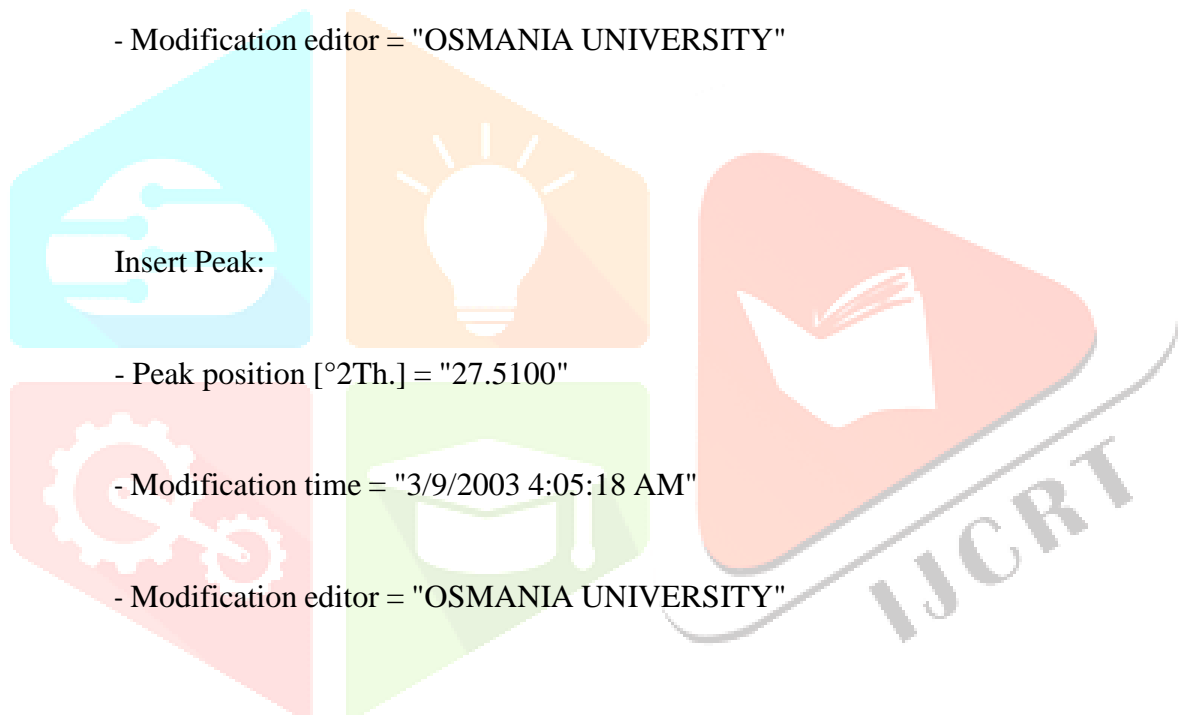 - Modification editor = "OSMANIA UNIVERSITY"
Insert Peak:
- Peak position [°2Th.] = "27.5100"
- Modification time = "3/9/2003 4:05:18 AM"
- Modification editor = "OSMANIA UNIVERSITY"
IJCRT